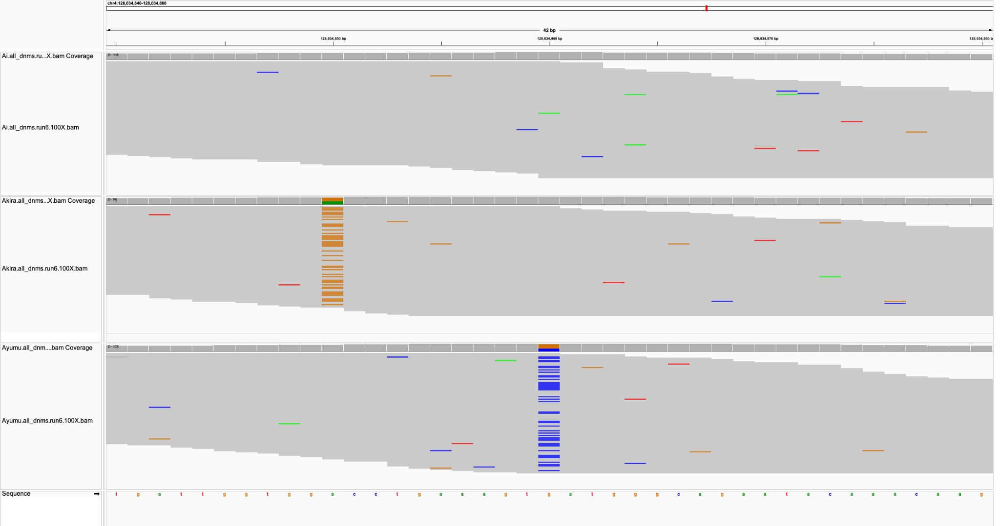 chr4:128,034,840-128,034,880
42 bp
128,034,850 bp 128,034,860 bp 128,034,870 bp 128,034,880 bp
Ai.all_dnms.ru...X.bam Coverage
[0 - 100]
Ai.all_dnms.run6.100X.bam
Akira.all_dnms...X.bam Coverage
[0 - 94]
Akira.all_dnms.run6.100X.bam
Ayumu.all_dnm....bam Coverage
[0 - 103]
Ayumu.all_dnms.run6.100X.bam
Sequence
t g a t t g g t g g a c c t g a a a g t g a t g g g c a g a a t a c a a a c a a g